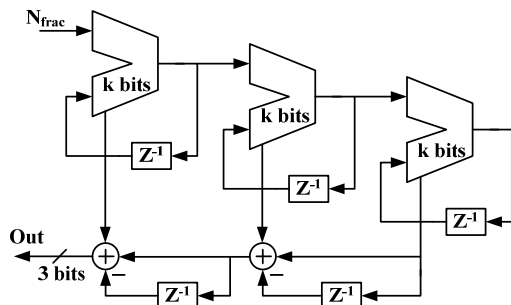 N_frac
k bits
k bits
k bits
Z⁻¹
Z⁻¹
Z⁻¹
Out
3 bits
+
−
+
−
Z⁻¹
Z⁻¹